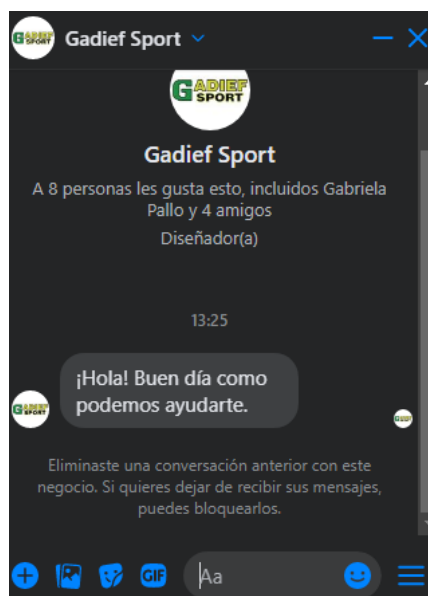 GADIEF
SPORT
Gadief Sport
GADIEF
SPORT
Gadief Sport
A 8 personas les gusta esto, incluidos Gabriela
Pallo y 4 amigos
Diseñador(a)
13:25
¡Hola! Buen día como
podemos ayudarte.
Eliminaste una conversación anterior con este
negocio. Si quieres dejar de recibir sus mensajes,
puedes bloquearlos.
GIF
Aa